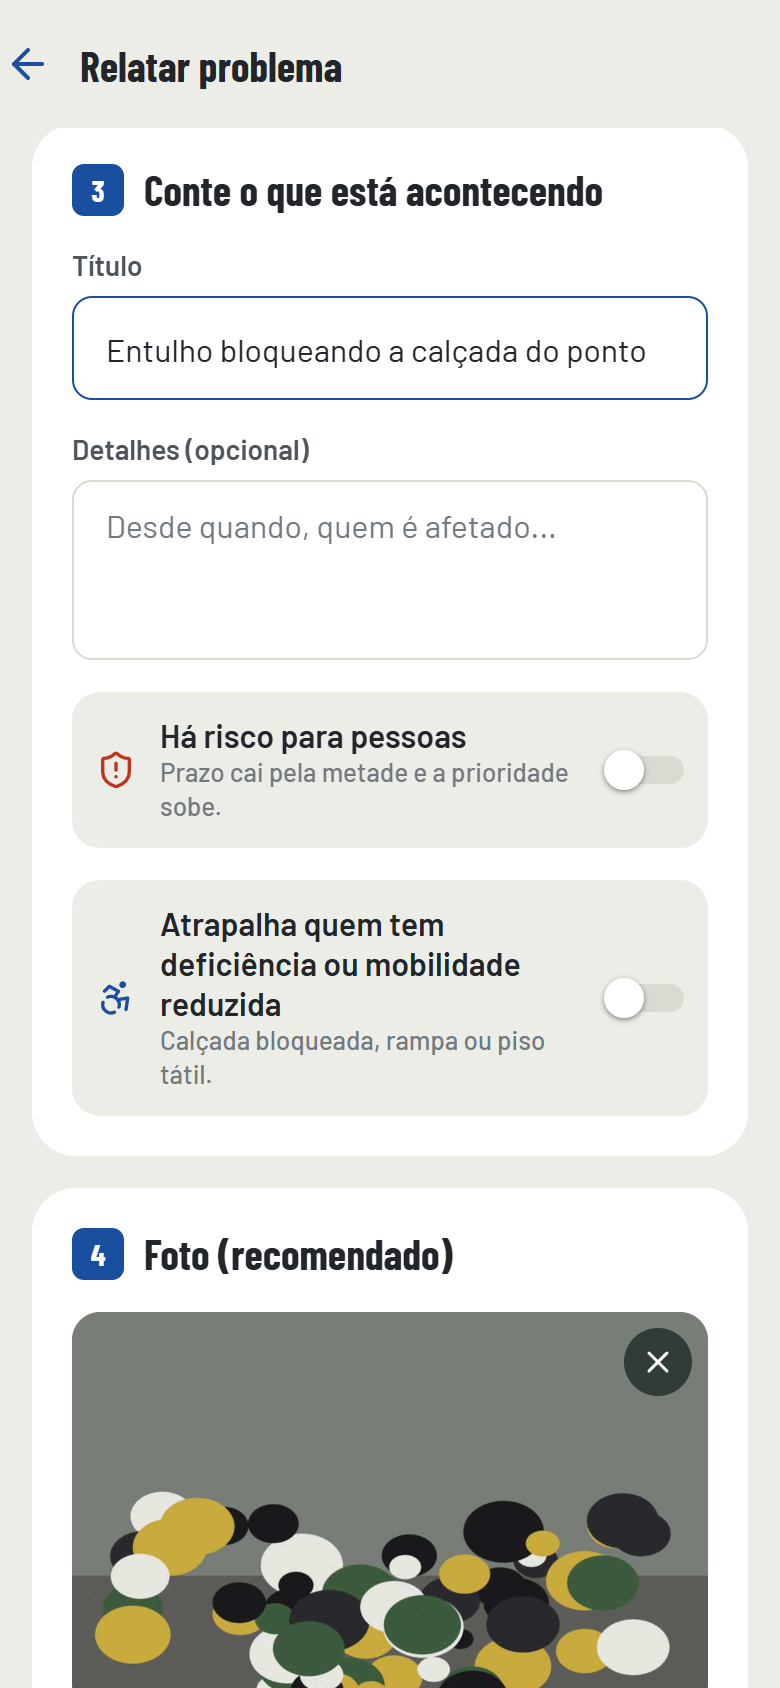 Relatar problema
3
Conte o que está acontecendo
Título
Entulho bloqueando a calçada do ponto
Detalhes (opcional)
Desde quando, quem é afetado...
Há risco para pessoas
Prazo cai pela metade e a prioridade
sobe.
Atrapalha quem tem
deficiência ou mobilidade
reduzida
Calçada bloqueada, rampa ou piso
tátil.
4
Foto (recomendado)